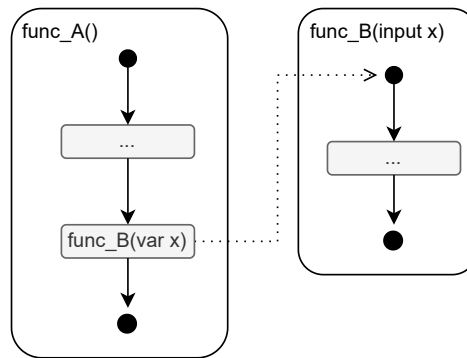 func_A()
...
func_B(var x)
func_B(input x)
...